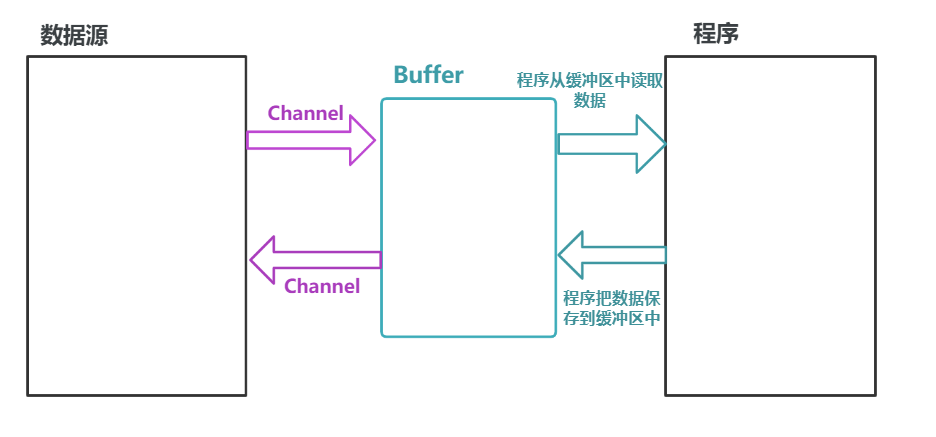 数据源
程序
Buffer
程序从缓冲区中读取
数据
Channel
Channel
程序把数据保
存到缓冲区中